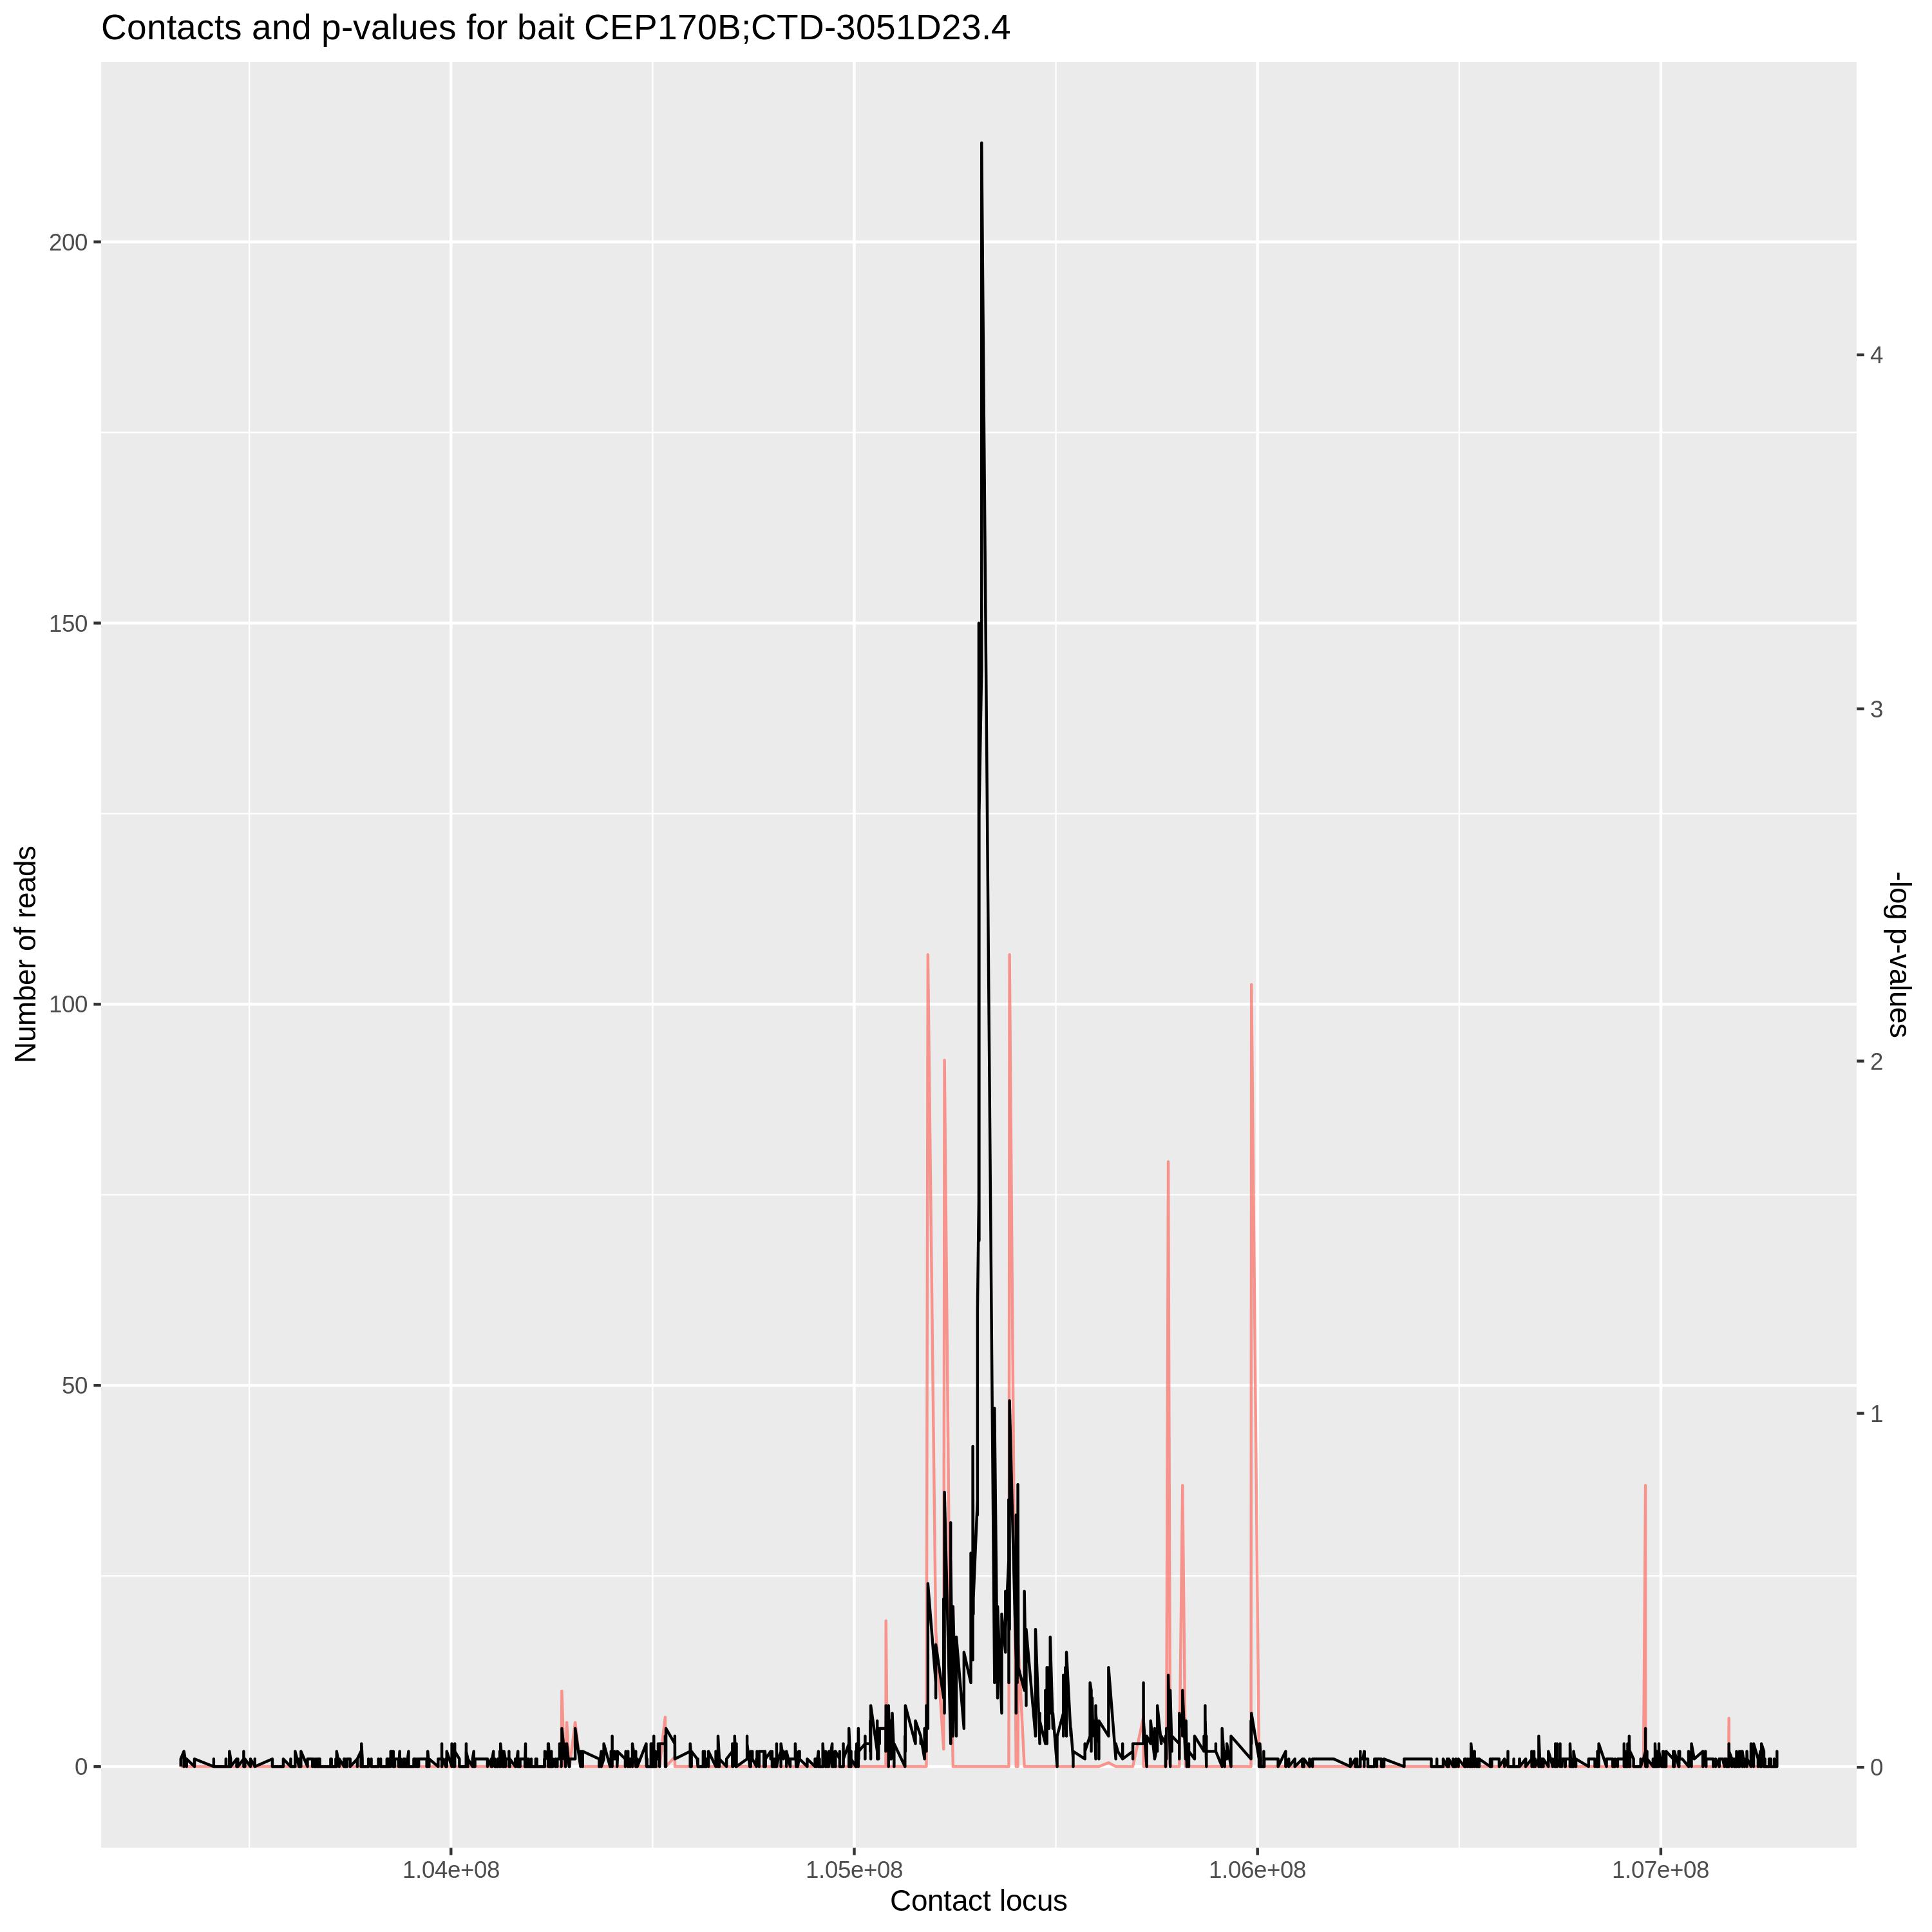 Contacts and p-values for bait CEP170B;CTD-3051D23.4
200
150
100
50
0
Number of reads
4
3
2
1
0
-log p-values
1.04e+08
1.05e+08
1.06e+08
1.07e+08
Contact locus